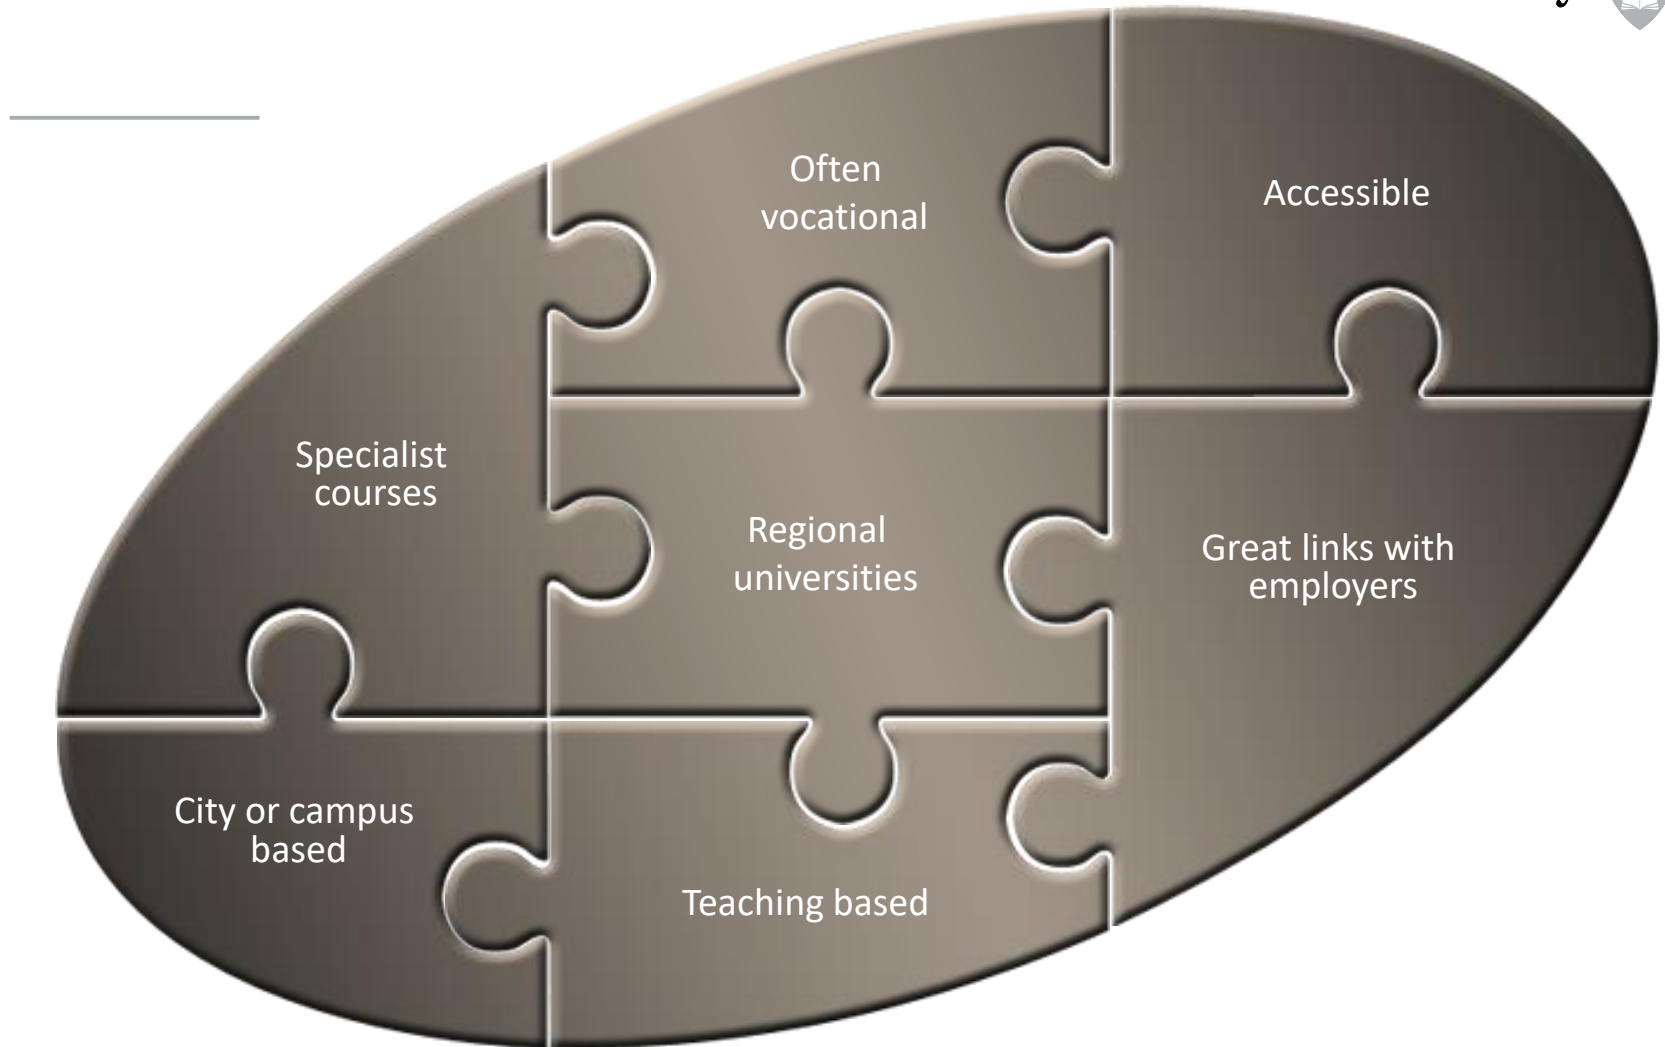 Often
vocational
Accessible
Specialist
courses
Regional
universities
Great links with
employers
City or campus
based
Teaching based